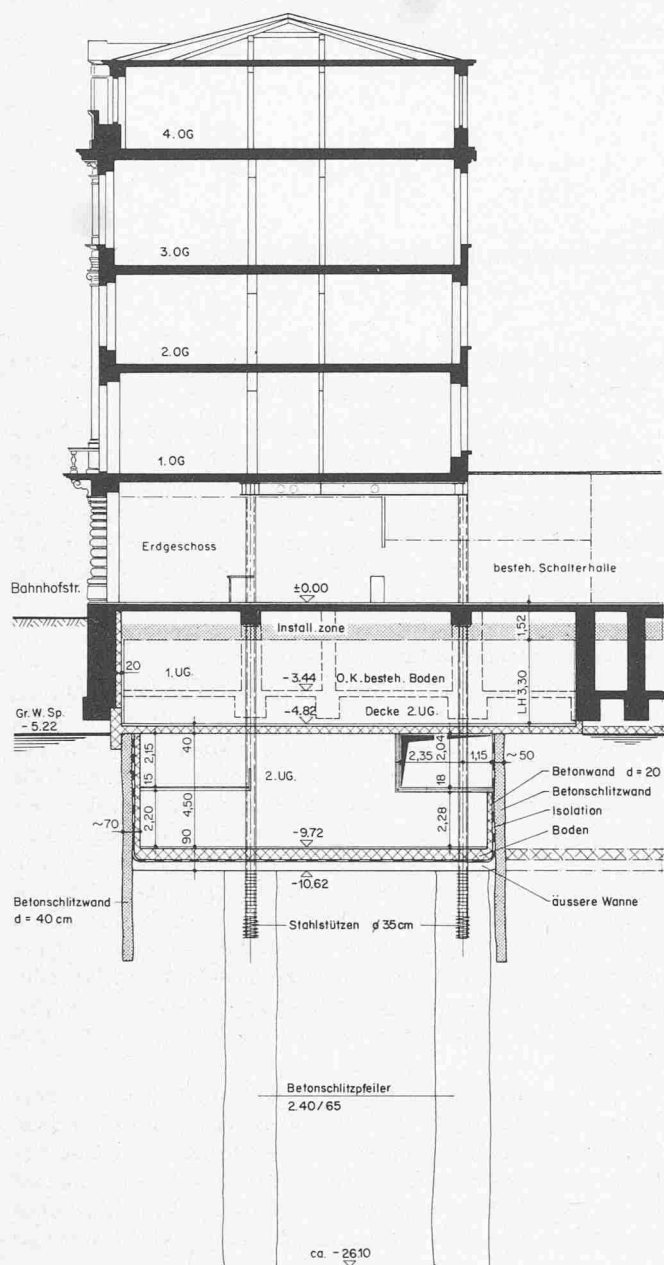 4.OG
3.OG
2.OG
1.OG
Erdgeschoss
besteh. Schalterhalle
Bahnhofstr.
±0.00
Install. zone
1,52
20
1.UG.
-3.44
O.K. besteh. Boden
LH 3,30
Gr.W.Sp.
-5.22
-4,82
Decke 2.UG.
2,15
40
2,35
2,04
1,15
~50
15
2.UG.
18
Betonwand d=20
Betonschlitzwand
~70
2,20
4,50
2,28
Isolation
90
-9.72
Boden
-10,62
äussere Wanne
Betonschlitzwand
d = 40 cm
Stahlstützen ø 35cm
Betonschlitzpfeiler
2.40/65
ca. -26.10